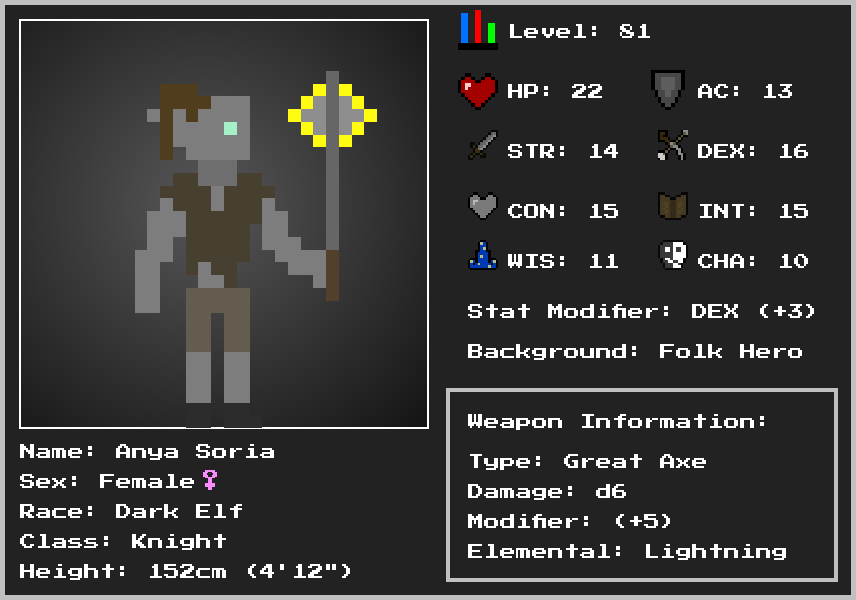 Level: 81
HP: 22
AC: 13
STR: 14
DEX: 16
CON: 15
INT: 15
WIS: 11
CHA: 10
Stat Modifier: DEX (+3)
Background: Folk Hero
Weapon Information:
Type: Great Axe
Damage: d6
Modifier: (+5)
Elemental: Lightning
Name: Anya Soria
Sex: Female♀
Race: Dark Elf
Class: Knight
Height: 152cm (4'12")